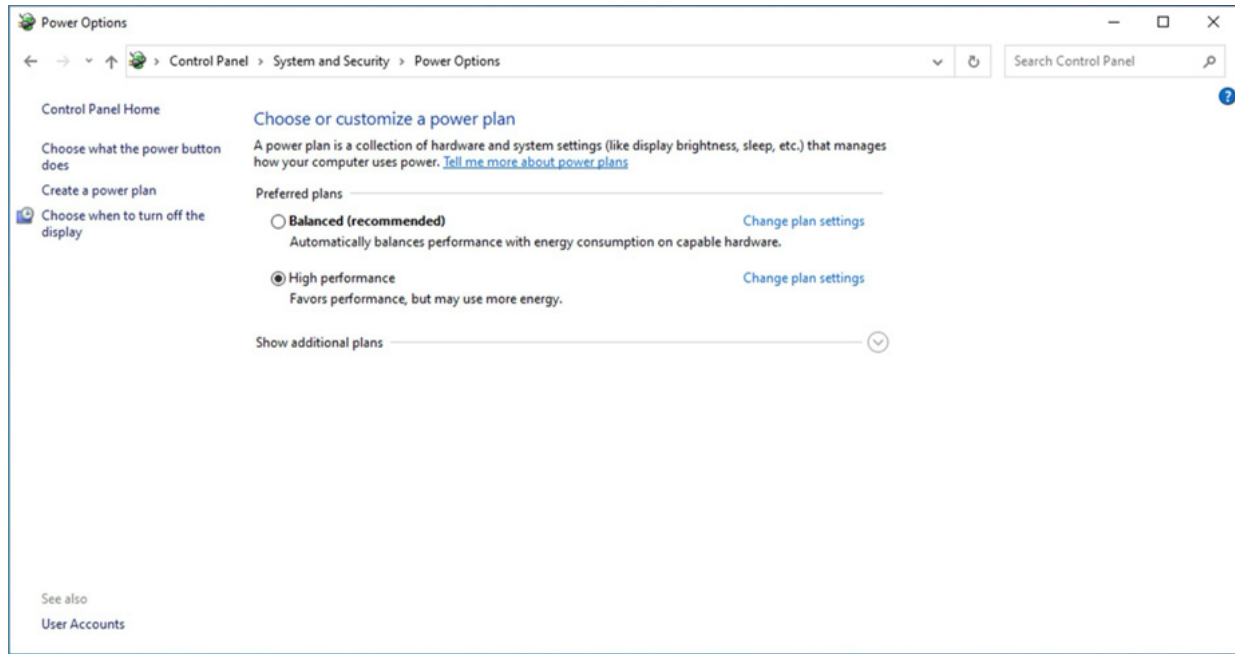 Power Options
Control Panel > System and Security > Power Options
Search Control Panel
Control Panel Home
Choose what the power button
does
Create a power plan
Choose when to turn off the
display
Choose or customize a power plan
A power plan is a collection of hardware and system settings (like display brightness, sleep, etc.) that manages
how your computer uses power. Tell me more about power plans
Preferred plans
Balanced (recommended) Change plan settings
Automatically balances performance with energy consumption on capable hardware.
High performance Change plan settings
Favors performance, but may use more energy.
Show additional plans
See also
User Accounts